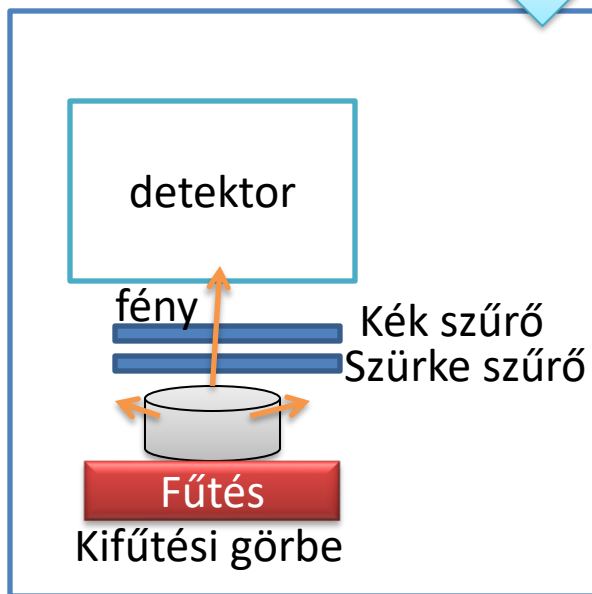 detektor
fény
Kék szűrő
Szürke szűrő
Fűtés
Kifűtési görbe